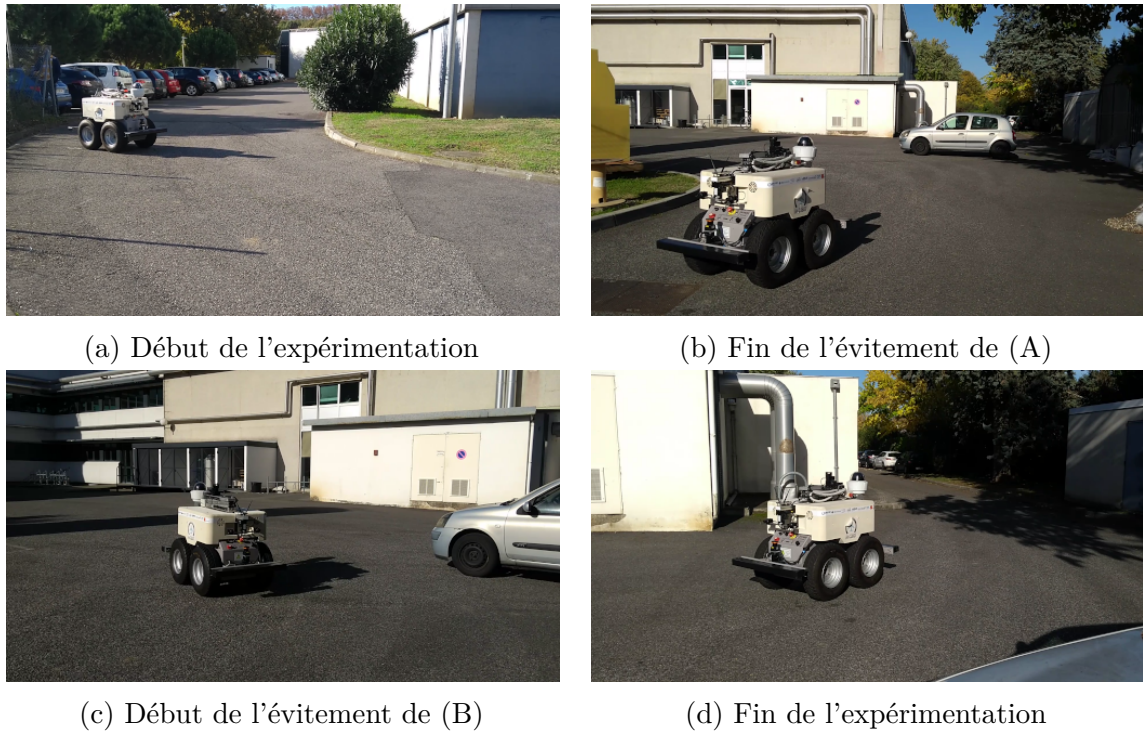 (a) Début de l'expérimentation
(b) Fin de l'évitement de (A)
(c) Début de l'évitement de (B)
(d) Fin de l'expérimentation